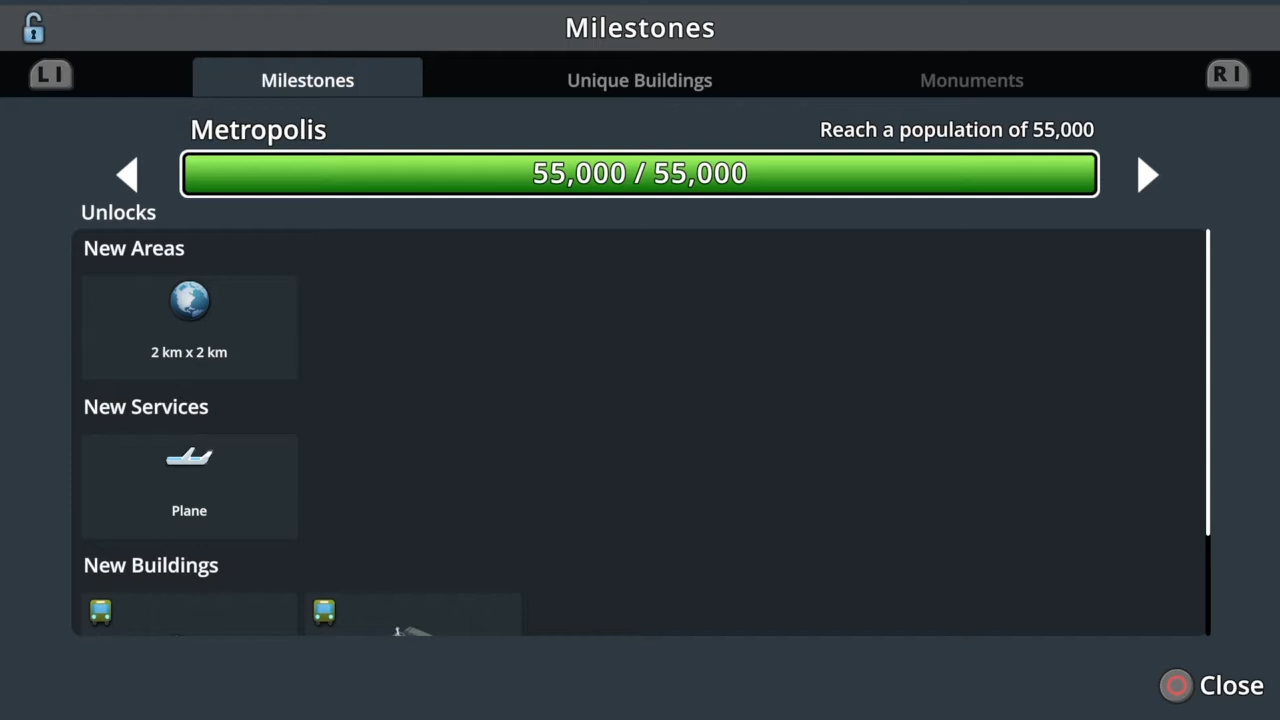 Milestones
L1
Milestones
Unique Buildings
Monuments
R1
Metropolis
Reach a population of 55,000
55,000 / 55,000
Unlocks
New Areas
2 km x 2 km
New Services
Plane
New Buildings
Close